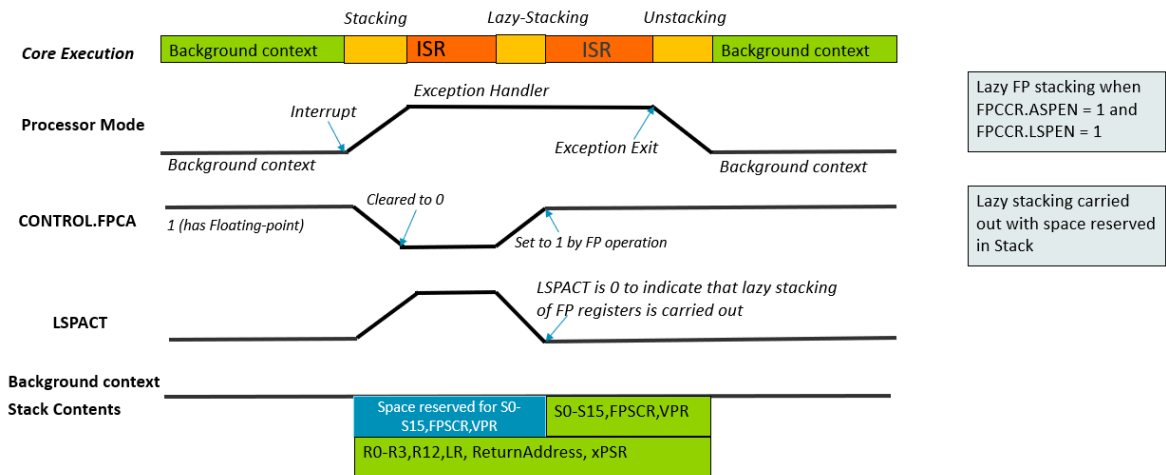 Stacking
Lazy-Stacking
Unstacking
Core Execution
Background context
ISR
ISR
Background context
Exception Handler
Interrupt
Processor Mode
Exception Exit
Background context
Background context
Lazy FP stacking when
FPCCR.ASPEN = 1 and
FPCCR.LSPEN = 1
Cleared to 0
CONTROL.FPCA
1 (has Floating-point)
Set to 1 by FP operation
Lazy stacking carried
out with space reserved
in Stack
LSPACT is 0 to indicate that lazy stacking
of FP registers is carried out
LSPACT
Background context
Stack Contents
Space reserved for S0-
S15,FPSCR,VPR
S0-S15,FPSCR,VPR
R0-R3,R12,LR, ReturnAddress, xPSR